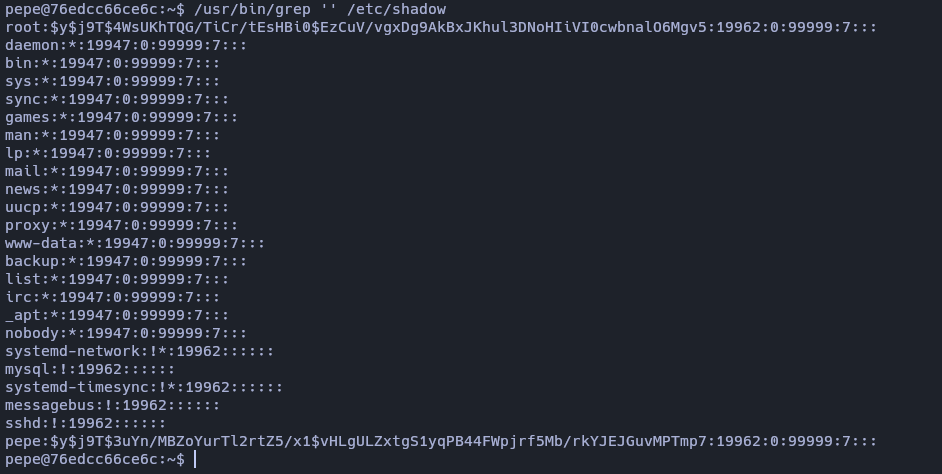 pepe@76edcc66ce6c:~$ /usr/bin/grep '' /etc/shadow
root:$y$j9T$4WsUKhTQG/TiCr/tEsHBi0$EzCuV/vgxDg9AkBxJKhul3DNoHIiVI0cwbnalO6Mgv5:19962:0:99999:7:::
daemon:*:19947:0:99999:7:::
bin:*:19947:0:99999:7:::
sys:*:19947:0:99999:7:::
sync:*:19947:0:99999:7:::
games:*:19947:0:99999:7:::
man:*:19947:0:99999:7:::
lp:*:19947:0:99999:7:::
mail:*:19947:0:99999:7:::
news:*:19947:0:99999:7:::
uucp:*:19947:0:99999:7:::
proxy:*:19947:0:99999:7:::
www-data:*:19947:0:99999:7:::
backup:*:19947:0:99999:7:::
list:*:19947:0:99999:7:::
irc:*:19947:0:99999:7:::
_apt:*:19947:0:99999:7:::
nobody:*:19947:0:99999:7:::
systemd-network:!*:19962::::::
mysql:!:19962::::::
systemd-timesync:!*:19962::::::
messagebus:!:19962::::::
sshd:!:19962::::::
pepe:$y$j9T$3uYn/MBZoYurTl2rtZ5/x1$vHLgULZxtgS1yqPB44FWpjrf5Mb/rkYJEJGuvMPTmp7:19962:0:99999:7:::
pepe@76edcc66ce6c:~$